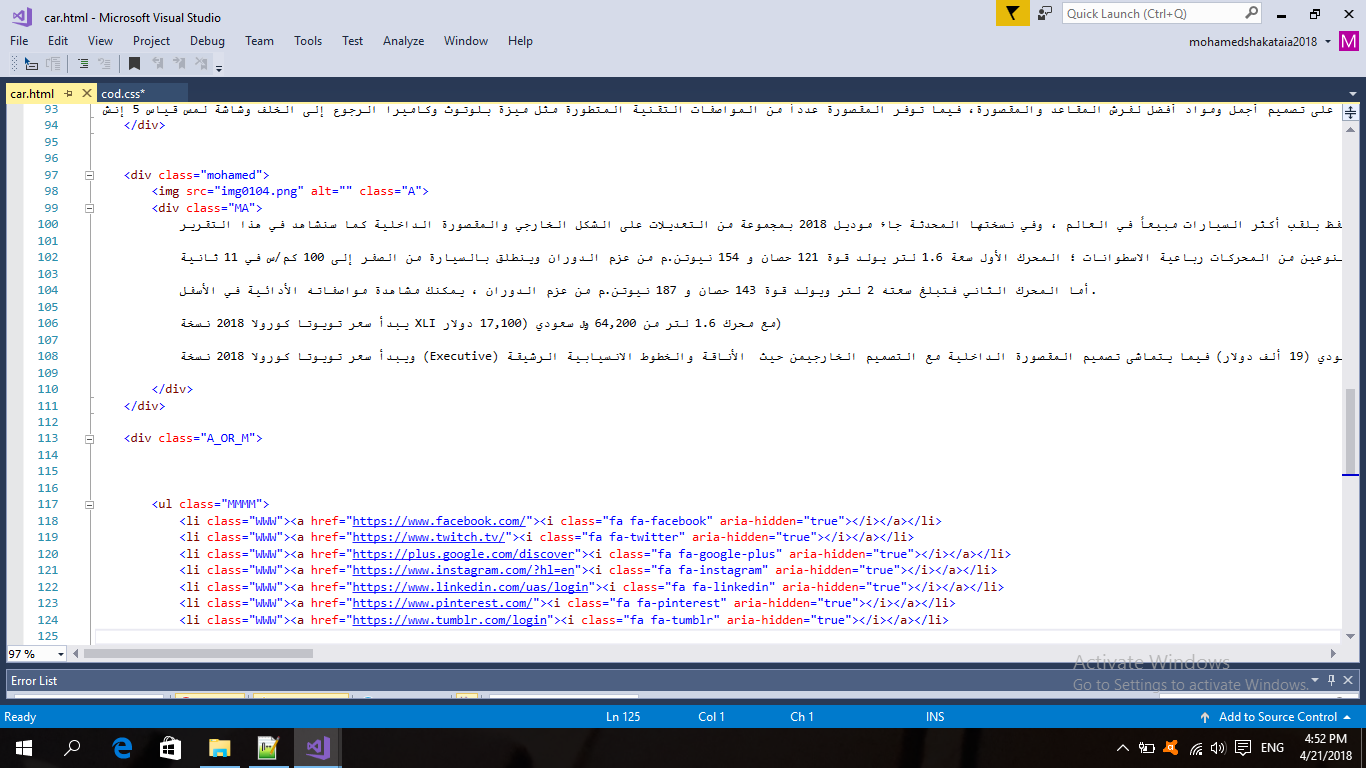 car.html - Microsoft Visual Studio
Quick Launch (Ctrl+Q)
File Edit View Project Debug Team Tools Test Analyze Window Help
mohamedshakataia2018 M
car.html cod.css*
93 على تصميم أجمل ومواد أفضل لفرش المقاعد والمقصورة، فيما توفر المقصورة عدداً من المواصفات التقنية المتطورة مثل ميزة بلوتوث وكاميرا الرجوع إلى الخلف وشاشة لمس قياس 5 إنش
94 </div>
95
96
97 <div class="mohamed">
98 <img src="img0104.png" alt="" class="A">
99 <div class="MA">
100 فظ بلقب أكثر السيارات مبيعاً في العالم ، وفي نسختها المحدثة جاء موديل 2018 بمجموعة من التعديلات على الشكل الخارجي والمقصورة الداخلية كما سنشاهد في هذا التقرير
101
102 نوعين من المحركات رباعية الاسطوانات ؛ المحرك الأول سعة 1.6 لتر يولد قوة 121 حصان و 154 نيوتن.م من عزم الدوران وينطلق بالسيارة من الصفر إلى 100 كم/س في 11 ثانية
103
104 أما المحرك الثاني فتبلغ سعته 2 لتر ويولد قوة 143 حصان و 187 نيوتن.م من عزم الدوران ، يمكنك مشاهدة مواصفاته الأدائية في الأسفل.
105
106 يبدأ سعر تويوتا كورولا 2018 نسخة XLI مع محرك 1.6 لتر من 64,200 ﷼ سعودي (17,100 دولار)
107
108 ويبدأ سعر تويوتا كورولا 2018 نسخة (Executive) ودي (19 ألف دولار) فيما يتماشى تصميم المقصورة الداخلية مع التصميم الخارجيمن حيث الأناقة والخطوط الانسيابية الرشيقة
109
110 </div>
111 </div>
112
113 <div class="A_OR_M">
114
115
116
117 <ul class="MMMM">
118 <li class="WWW"><a href="https://www.facebook.com/"><i class="fa fa-facebook" aria-hidden="true"></i></a></li>
119 <li class="WWW"><a href="https://www.twitch.tv/"><i class="fa fa-twitter" aria-hidden="true"></i></a></li>
120 <li class="WWW"><a href="https://plus.google.com/discover"><i class="fa fa-google-plus" aria-hidden="true"></i></a></li>
121 <li class="WWW"><a href="https://www.instagram.com/?hl=en"><i class="fa fa-instagram" aria-hidden="true"></i></a></li>
122 <li class="WWW"><a href="https://www.linkedin.com/uas/login"><i class="fa fa-linkedin" aria-hidden="true"></i></a></li>
123 <li class="WWW"><a href="https://www.pinterest.com/"><i class="fa fa-pinterest" aria-hidden="true"></i></a></li>
124 <li class="WWW"><a href="https://www.tumblr.com/login"><i class="fa fa-tumblr" aria-hidden="true"></i></a></li>
125
97 %
Activate Windows
Go to Settings to activate Windows.
Error List
Ready Ln 125 Col 1 Ch 1 INS Add to Source Control
ENG 4:52 PM
4/21/2018